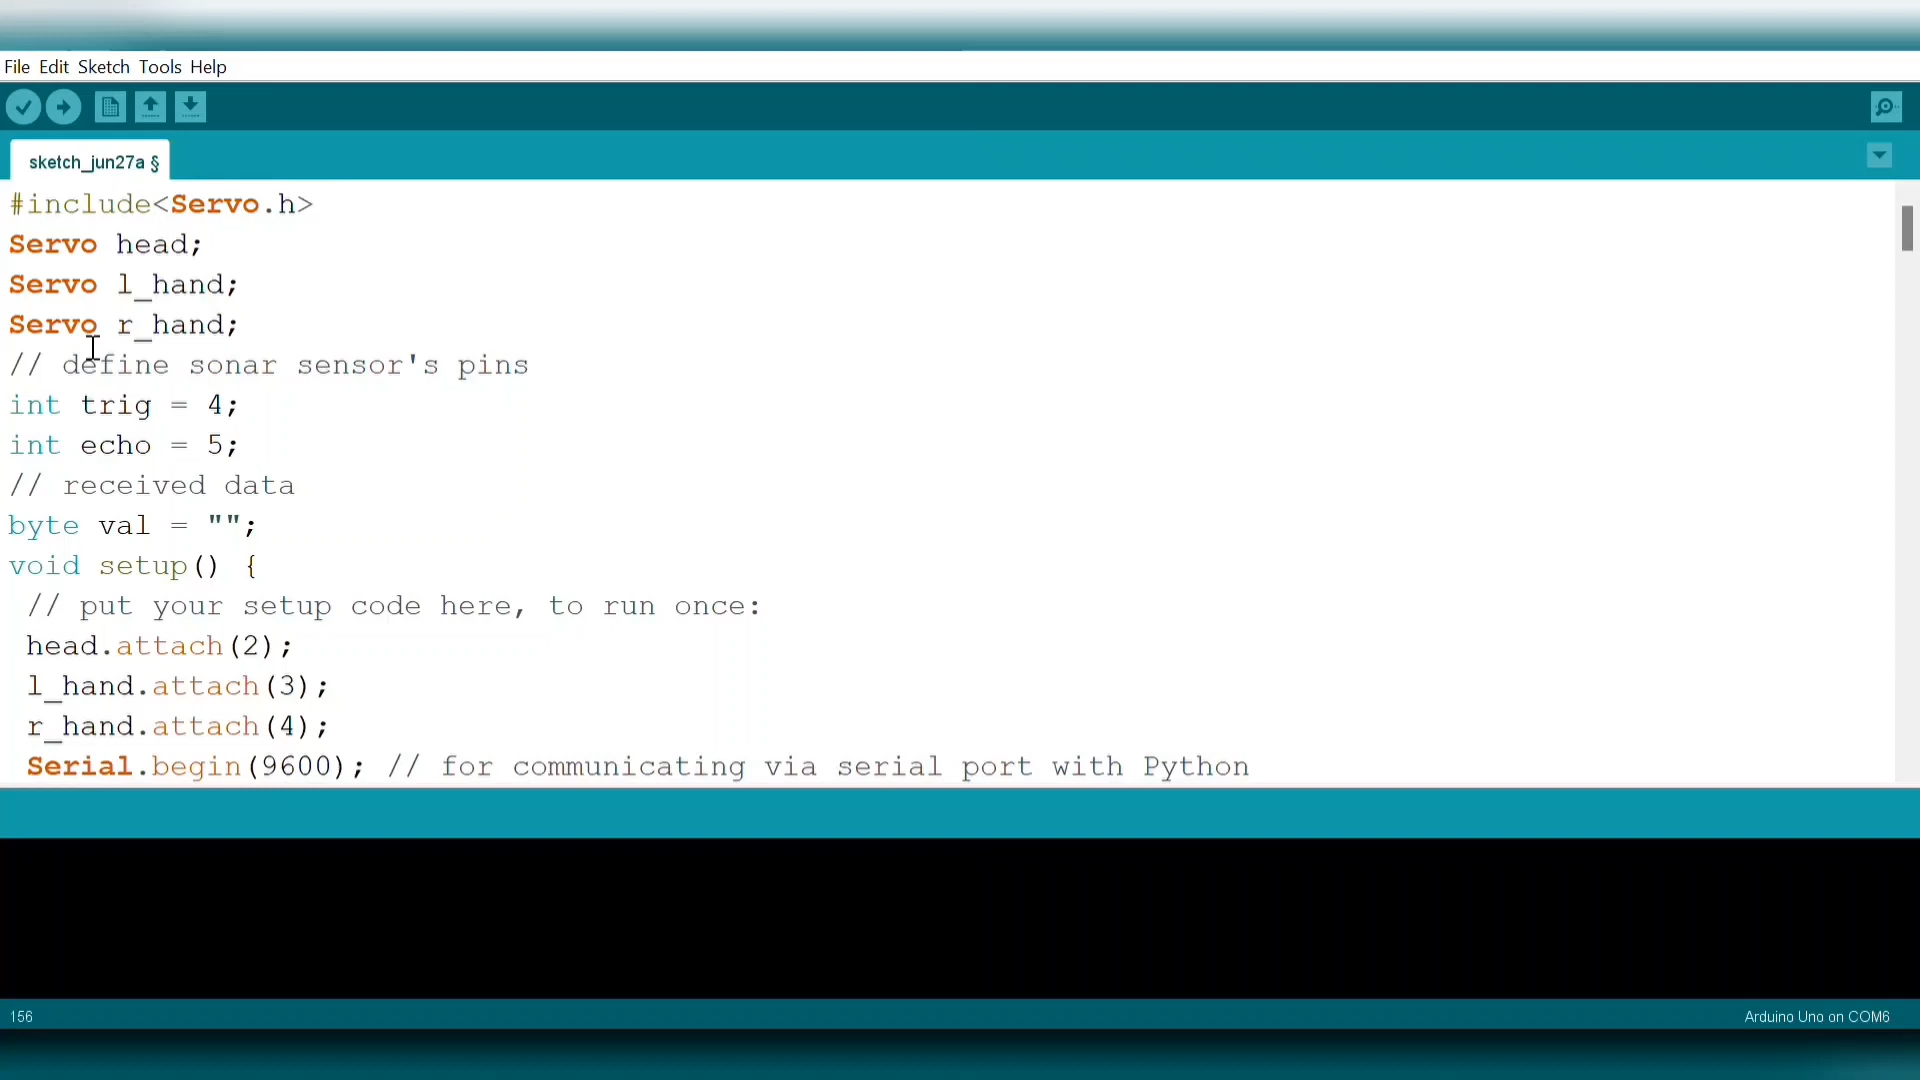 File Edit Sketch Tools Help
sketch_jun27a §
#include<Servo.h>
Servo head;
Servo l_hand;
Servo r_hand;
// define sonar sensor's pins
int trig = 4;
int echo = 5;
// received data
byte val = "";
void setup() {
// put your setup code here, to run once:
head.attach(2);
l_hand.attach(3);
r_hand.attach(4);
Serial.begin(9600); // for communicating via serial port with Python
156
Arduino Uno on COM6